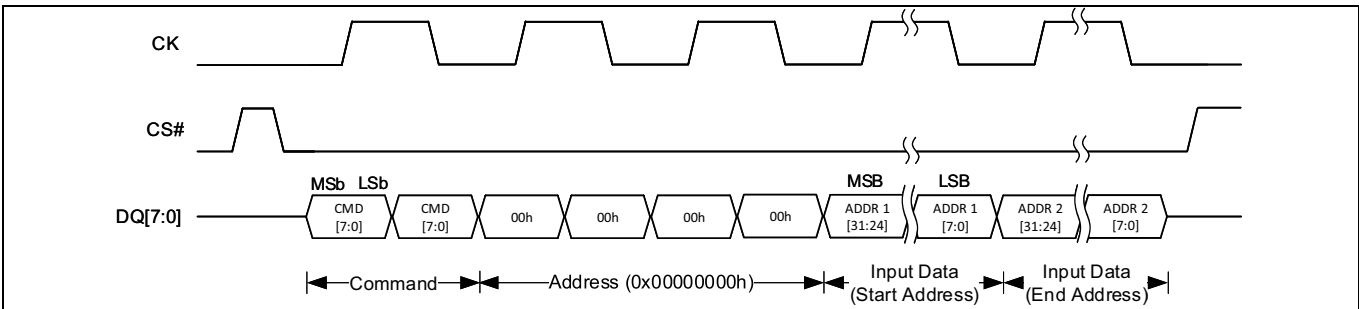 CK
CS#
MSb LSb MSB LSB
DQ[7:0]
CMD CMD 00h 00h 00h 00h ADDR 1 ADDR 1 ADDR 2 ADDR 2
[7:0] [7:0] [31:24] [7:0] [31:24] [7:0]
Command Address (0x00000000h) Input Data Input Data
(Start Address) (End Address)